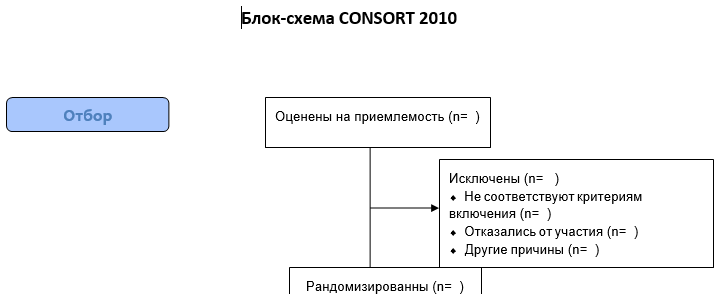 Блок-схема CONSORT 2010
Отбор
Оценены на приемлемость (n=  )
Исключены (n=   )
⬥ Не соответствуют критериям
включения (n=  )
⬥ Отказались от участия (n=  )
⬥ Другие причины (n=  )
Рандомизированны (n=  )